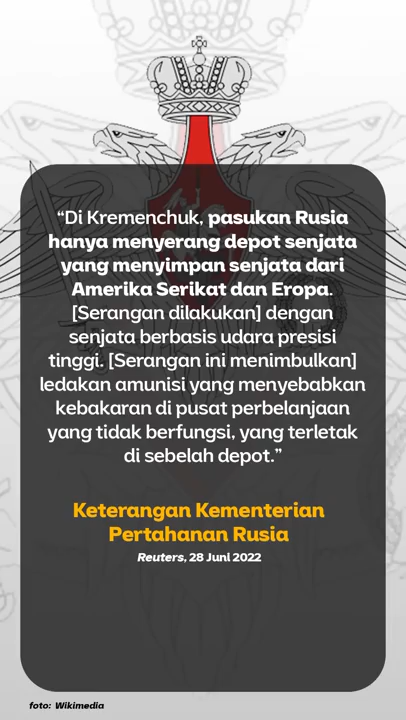 “Di Kremenchuk, pasukan Rusia
hanya menyerang depot senjata
yang menyimpan senjata dari
Amerika Serikat dan Eropa.
[Serangan dilakukan] dengan
senjata berbasis udara presisi
tinggi. [Serangan ini menimbulkan]
ledakan amunisi yang menyebabkan
kebakaran di pusat perbelanjaan
yang tidak berfungsi, yang terletak
di sebelah depot.”
Keterangan Kementerian
Pertahanan Rusia
Reuters, 28 Juni 2022
foto: Wikimedia